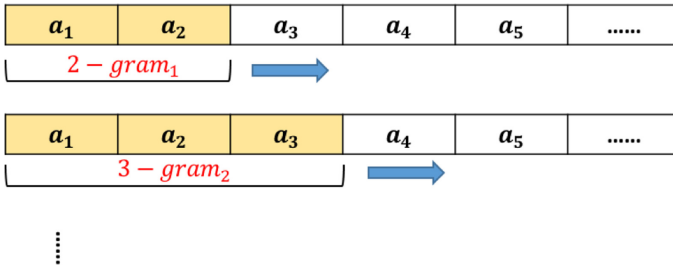 a₁ a₂ a₃ a₄ a₅ ......
2 − gram₁
a₁ a₂ a₃ a₄ a₅ ......
3 − gram₂